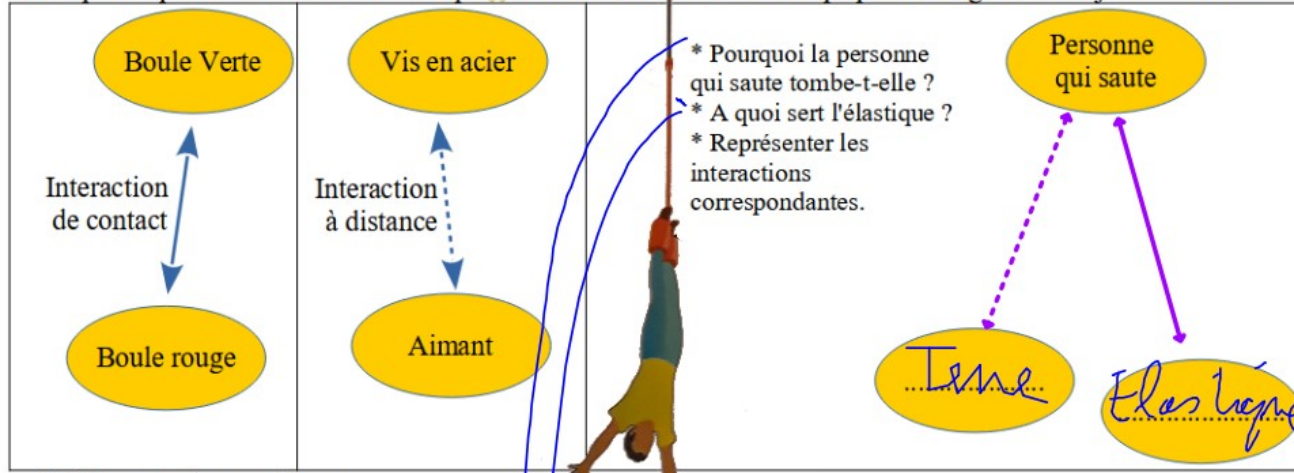 Boule Verte
Interaction
de contact
Boule rouge
Vis en acier
Interaction
à distance
Aimant
* Pourquoi la personne
qui saute tombe-t-elle ?
* A quoi sert l'élastique ?
* Représenter les
interactions
correspondantes.
Personne
qui saute
Terre
Elastique